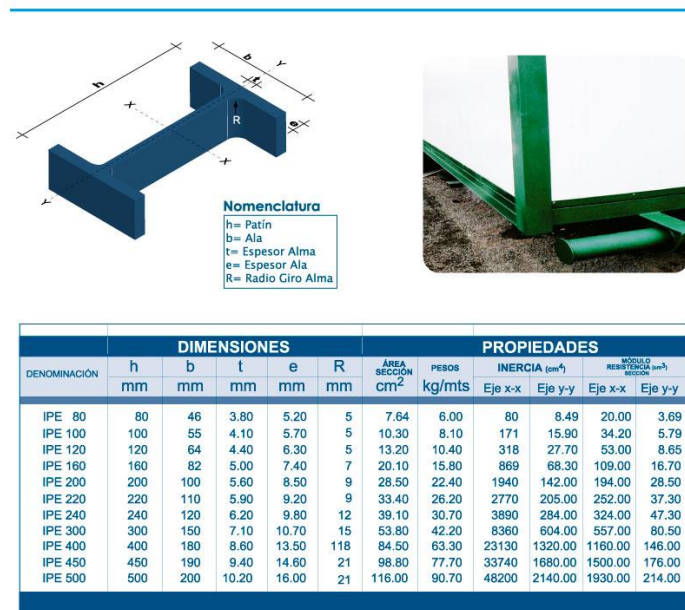 h
b
Y
t
X
R
e
X
Y
Nomenclatura
h= Patín
b= Ala
t= Espesor Alma
e= Espesor Ala
R= Radio Giro Alma
DIMENSIONES PROPIEDADES
DENOMINACIÓN h b t e R ÁREA SECCIÓN PESOS INERCIA (cm⁴) MÓDULO RESISTENCIA (cm³) SECCIÓN
mm mm mm mm mm cm² kg/mts Eje x-x Eje y-y Eje x-x Eje y-y
IPE 80 80 46 3.80 5.20 5 7.64 6.00 80 8.49 20.00 3.69
IPE 100 100 55 4.10 5.70 5 10.30 8.10 171 15.90 34.20 5.79
IPE 120 120 64 4.40 6.30 5 13.20 10.40 318 27.70 53.00 8.65
IPE 160 160 82 5.00 7.40 7 20.10 15.80 869 68.30 109.00 16.70
IPE 200 200 100 5.60 8.50 9 28.50 22.40 1940 142.00 194.00 28.50
IPE 220 220 110 5.90 9.20 9 33.40 26.20 2770 205.00 252.00 37.30
IPE 240 240 120 6.20 9.80 12 39.10 30.70 3890 284.00 324.00 47.30
IPE 300 300 150 7.10 10.70 15 53.80 42.20 8360 604.00 557.00 80.50
IPE 400 400 180 8.60 13.50 118 84.50 63.30 23130 1320.00 1160.00 146.00
IPE 450 450 190 9.40 14.60 21 98.80 77.70 33740 1680.00 1500.00 176.00
IPE 500 500 200 10.20 16.00 21 116.00 90.70 48200 2140.00 1930.00 214.00